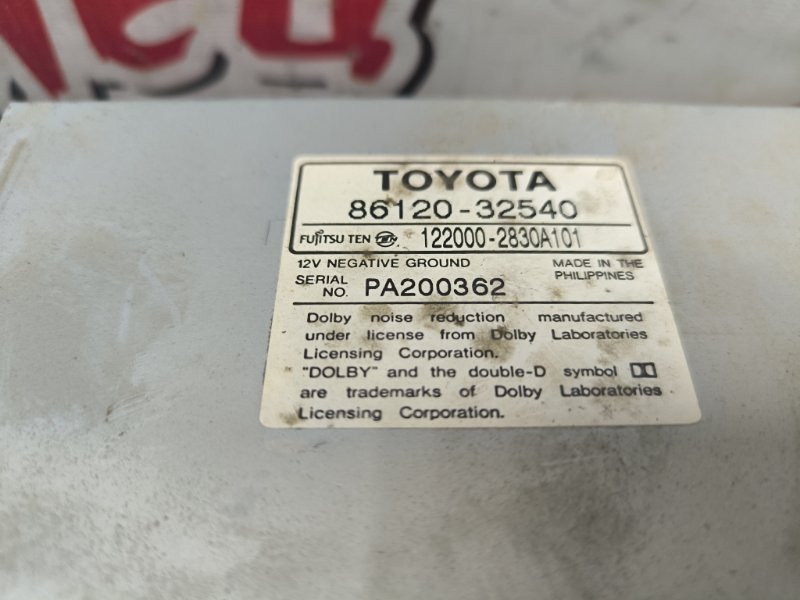 TOYOTA
86120-32540
FUJITSU TEN TEN 122000-2830A101
12V NEGATIVE GROUND MADE IN THE PHILIPPINES
SERIAL NO. PA200362
Dolby noise reduction manufactured
under license from Dolby Laboratories
Licensing Corporation.
"DOLBY" and the double-D symbol
are trademarks of Dolby Laboratories
Licensing Corporation.